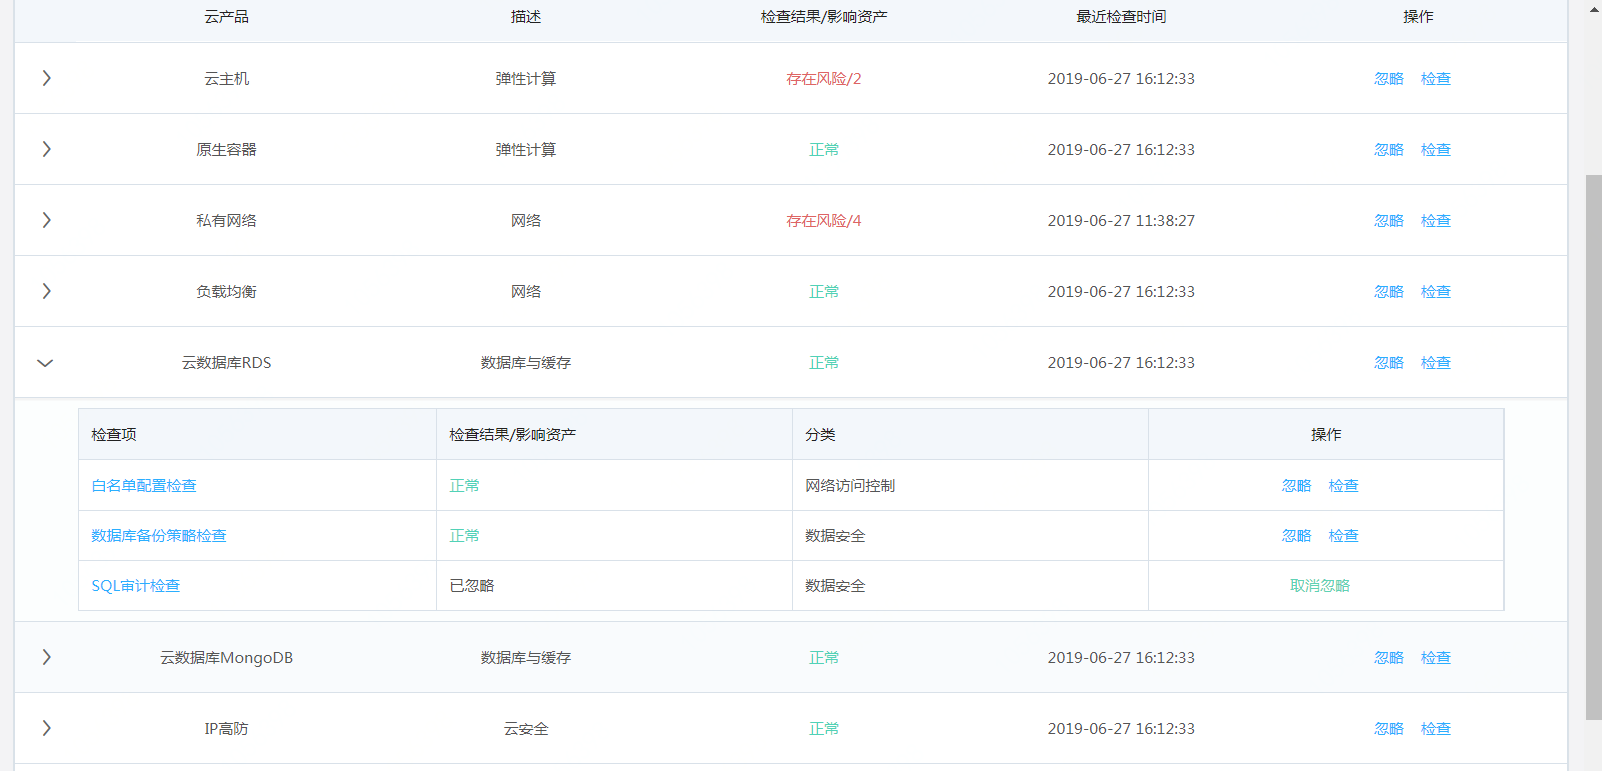 云产品 描述 检查结果/影响资产 最近检查时间 操作
云主机 弹性计算 存在风险/2 2019-06-27 16:12:33 忽略 检查
原生容器 弹性计算 正常 2019-06-27 16:12:33 忽略 检查
私有网络 网络 存在风险/4 2019-06-27 11:38:27 忽略 检查
负载均衡 网络 正常 2019-06-27 16:12:33 忽略 检查
云数据库RDS 数据库与缓存 正常 2019-06-27 16:12:33 忽略 检查
检查项 检查结果/影响资产 分类 操作
白名单配置检查 正常 网络访问控制 忽略 检查
数据库备份策略检查 正常 数据安全 忽略 检查
SQL审计检查 已忽略 数据安全 取消忽略
云数据库MongoDB 数据库与缓存 正常 2019-06-27 16:12:33 忽略 检查
IP高防 云安全 正常 2019-06-27 16:12:33 忽略 检查